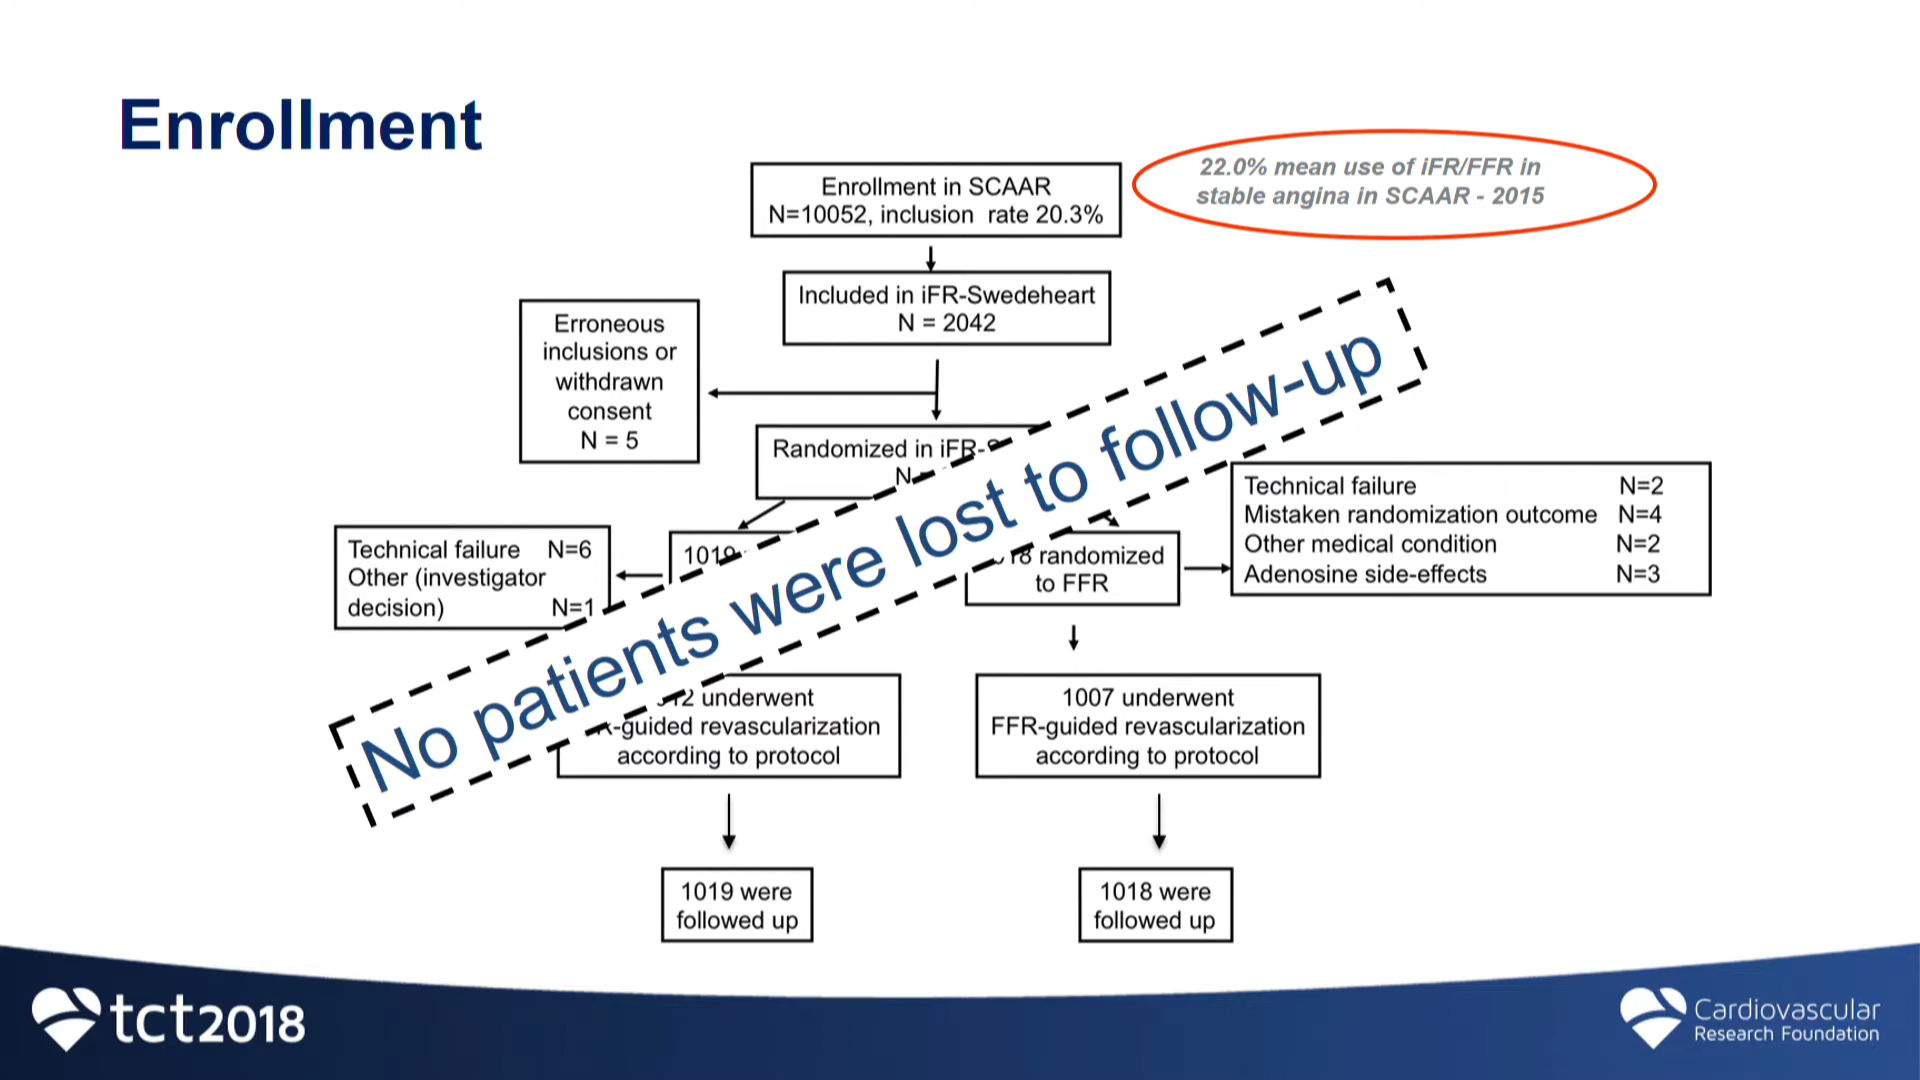 Enrollment
Enrollment in SCAAR
N=10052, inclusion rate 20.3%
22.0% mean use of iFR/FFR in
stable angina in SCAAR - 2015
Included in iFR-Swedeheart
N = 2042
Erroneous
inclusions or
withdrawn
consent
N = 5
Randomized in iFR-
N
No patients were lost to follow-up
Technical failure N=6
Other (investigator
decision) N=1
1019
randomized
to FFR
Technical failure N=2
Mistaken randomization outcome N=4
Other medical condition N=2
Adenosine side-effects N=3
underwent
-guided revascularization
according to protocol
1007 underwent
FFR-guided revascularization
according to protocol
1019 were
followed up
1018 were
followed up
tct2018
Cardiovascular
Research Foundation